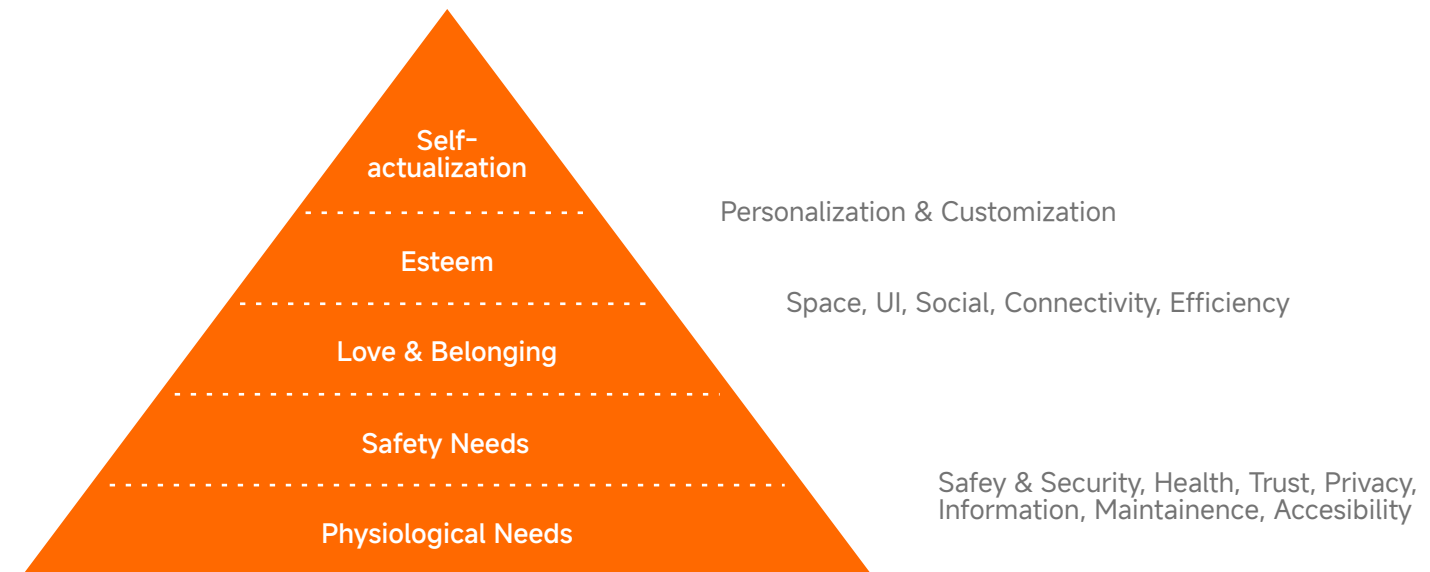 Self-
actualization
Personalization & Customization
Esteem
Space, UI, Social, Connectivity, Efficiency
Love & Belonging
Safety Needs
Safey & Security, Health, Trust, Privacy,
Information, Maintainence, Accesibility
Physiological Needs